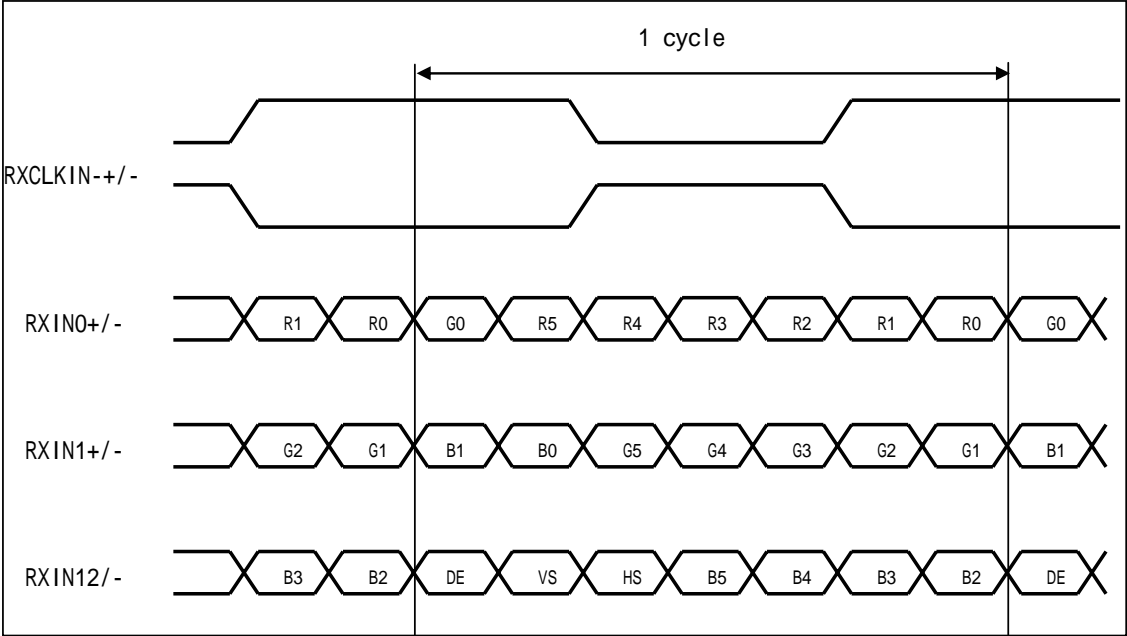 1 cycle
RXCLKIN-+/-
RXIN0+/- R1 R0 G0 R5 R4 R3 R2 R1 R0 G0
RXIN1+/- G2 G1 B1 B0 G5 G4 G3 G2 G1 B1
RXIN12/- B3 B2 DE VS HS B5 B4 B3 B2 DE